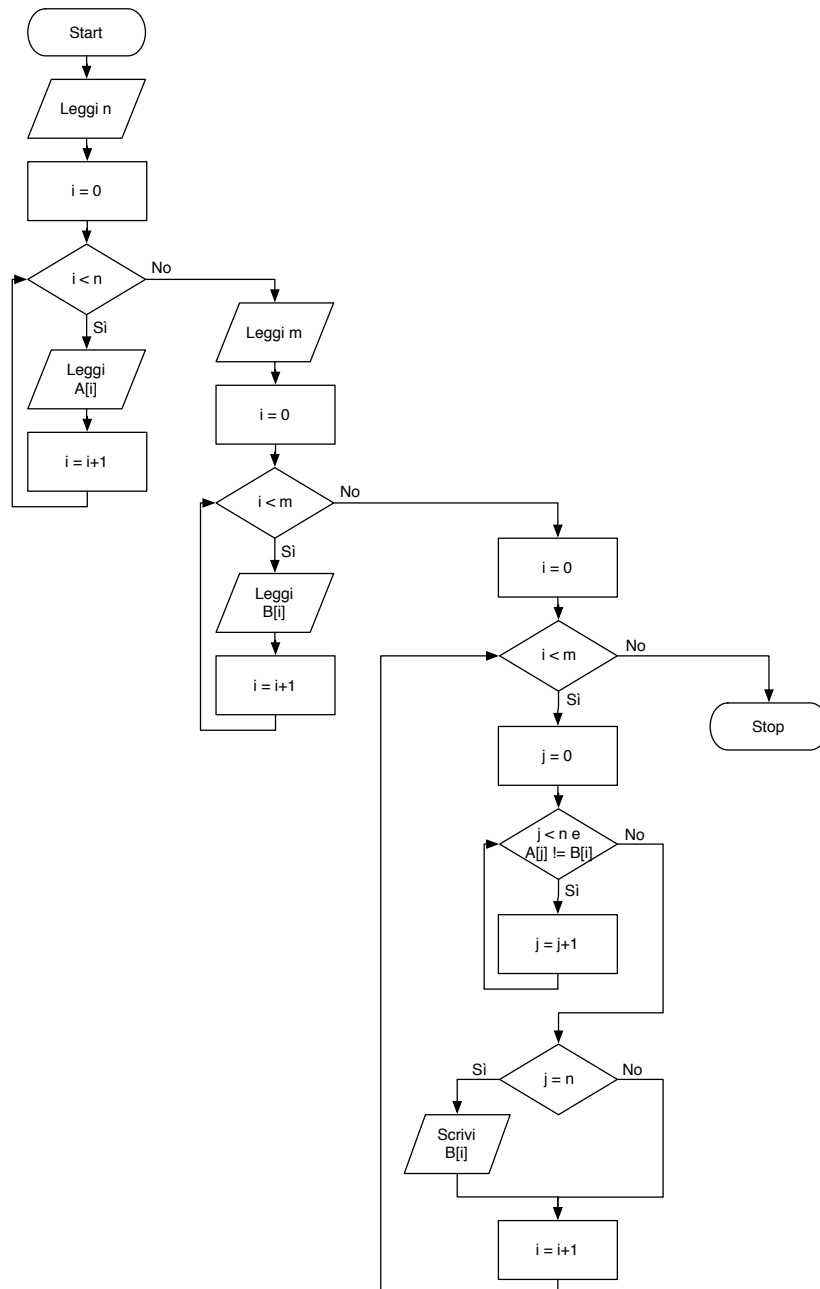 Start
Leggi n
i = 0
i < n
No
Sì
Leggi
A[i]
i = i+1
Leggi m
i = 0
i < m
No
Sì
Leggi
B[i]
i = i+1
i = 0
i < m
No
Sì
Stop
j = 0
j < n e
A[j] != B[i]
No
Sì
j = j+1
j = n
Sì
No
Scrivi
B[i]
i = i+1